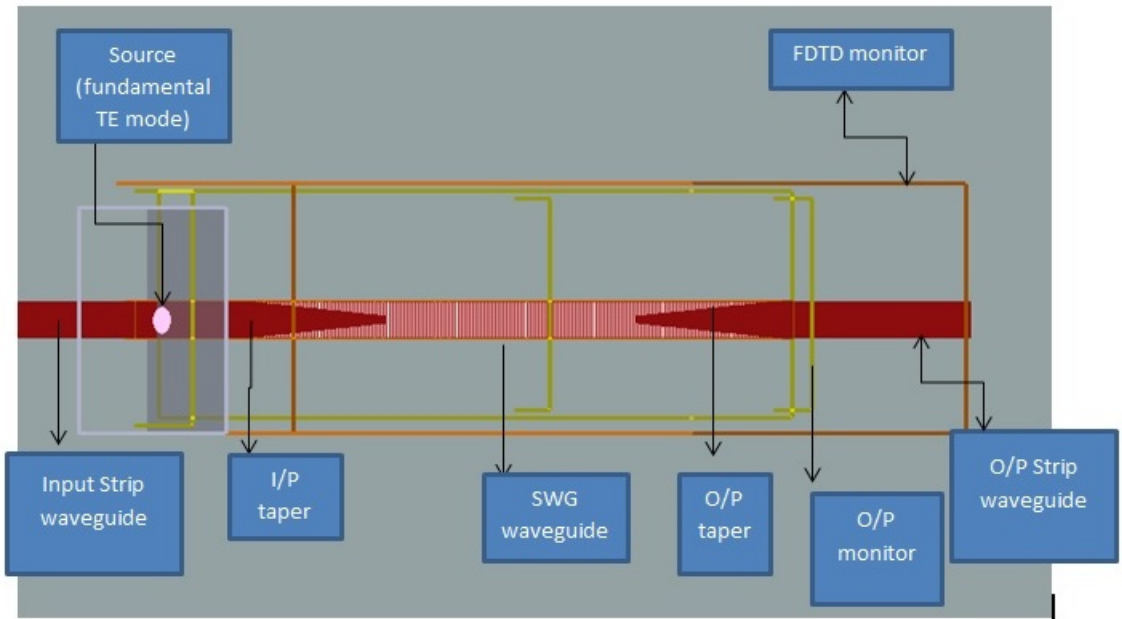 Source
(fundamental
TE mode)
FDTD monitor
Input Strip
waveguide
I/P
taper
SWG
waveguide
O/P
taper
O/P
monitor
O/P Strip
waveguide